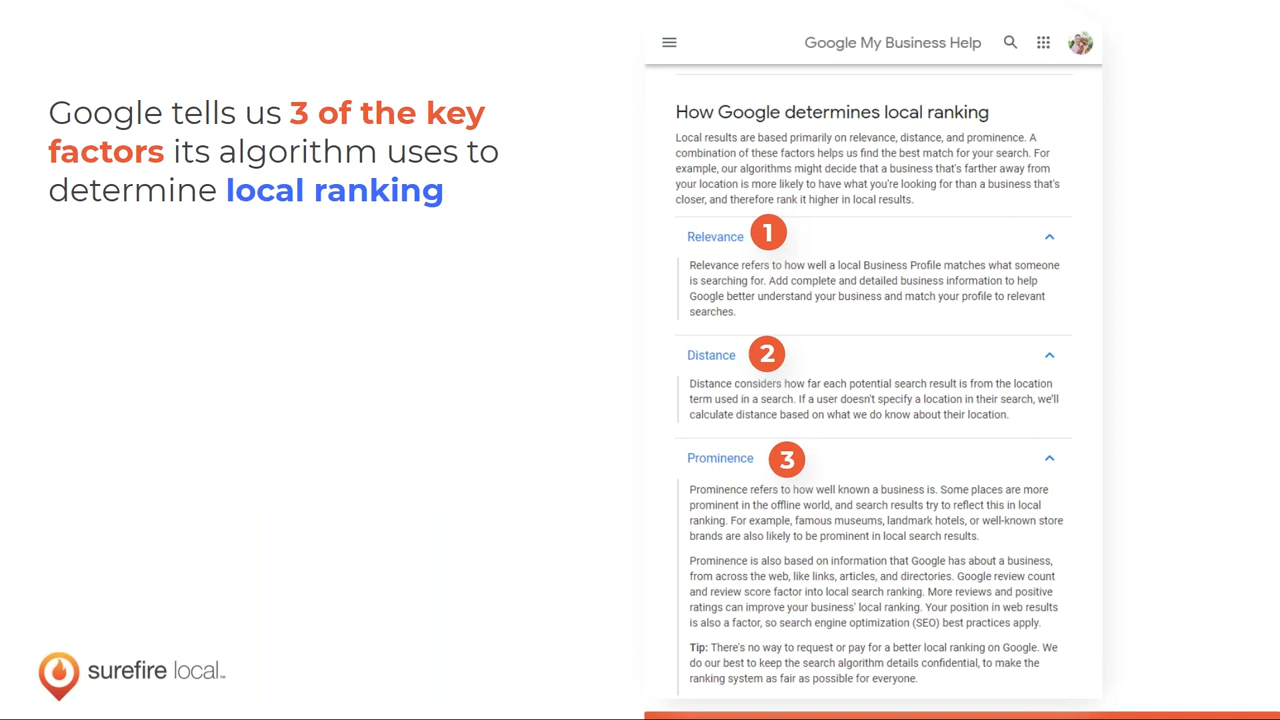 Google tells us 3 of the key
factors its algorithm uses to
determine local ranking
surefire local™
Google My Business Help
How Google determines local ranking
Local results are based primarily on relevance, distance, and prominence. A
combination of these factors helps us find the best match for your search. For
example, our algorithms might decide that a business that's farther away from
your location is more likely to have what you're looking for than a business that's
closer, and therefore rank it higher in local results.
Relevance 1
Relevance refers to how well a local Business Profile matches what someone
is searching for. Add complete and detailed business information to help
Google better understand your business and match your profile to relevant
searches.
Distance 2
Distance considers how far each potential search result is from the location
term used in a search. If a user doesn't specify a location in their search, we'll
calculate distance based on what we do know about their location.
Prominence 3
Prominence refers to how well known a business is. Some places are more
prominent in the offline world, and search results try to reflect this in local
ranking. For example, famous museums, landmark hotels, or well-known store
brands are also likely to be prominent in local search results.
Prominence is also based on information that Google has about a business,
from across the web, like links, articles, and directories. Google review count
and review score factor into local search ranking. More reviews and positive
ratings can improve your business' local ranking. Your position in web results
is also a factor, so search engine optimization (SEO) best practices apply.
Tip: There's no way to request or pay for a better local ranking on Google. We
do our best to keep the search algorithm details confidential, to make the
ranking system as fair as possible for everyone.